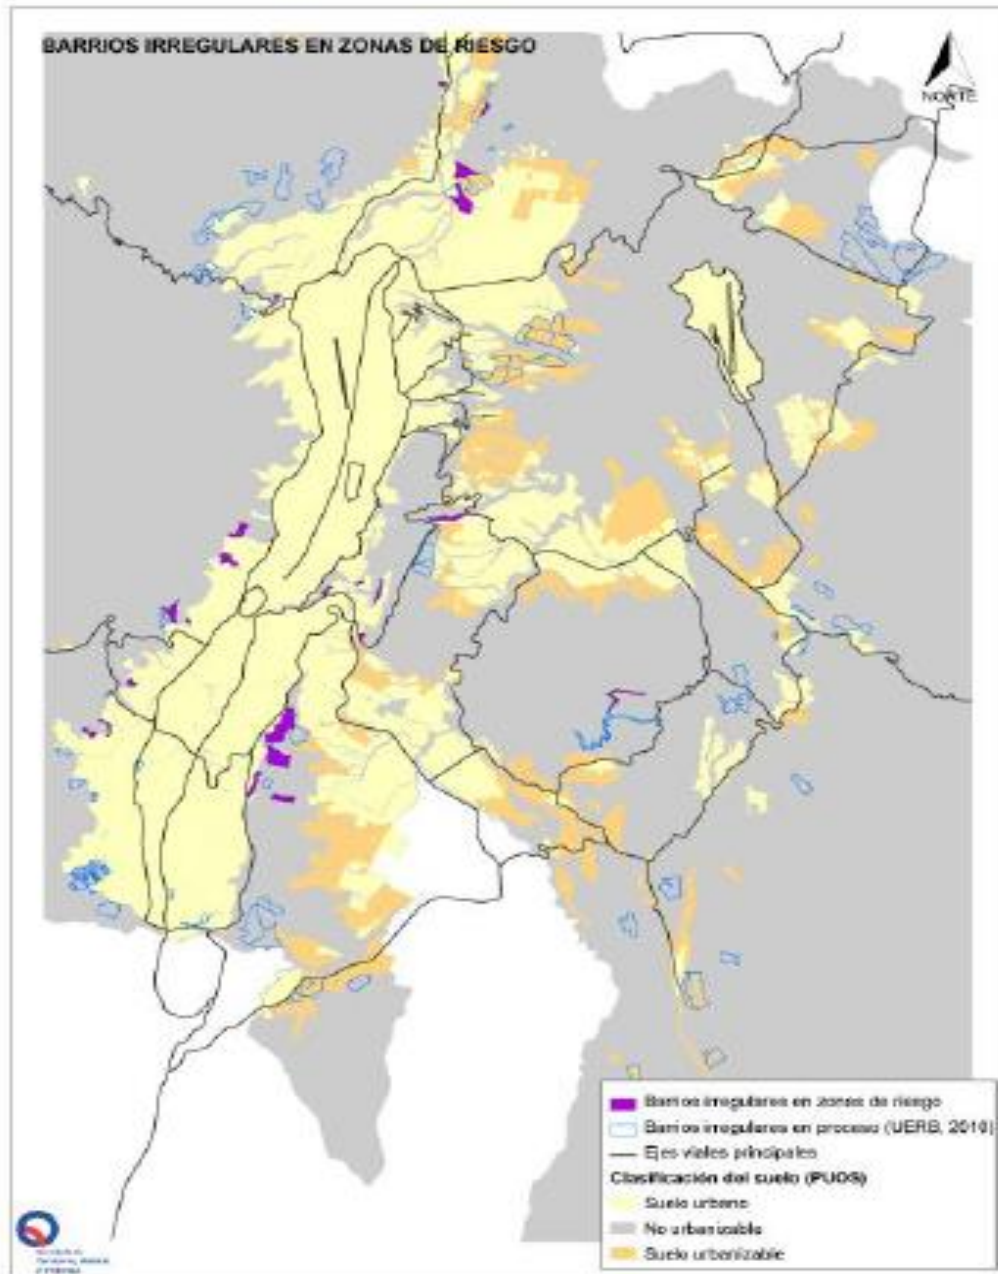 BARRIOS IRREGULARES EN ZONAS DE RIESGO
NORTE
Barrios irregulares en zonas de riesgo
Barrios irregulares en proceso (UERB, 2010)
Ejes viales principales
Clasificación del suelo (PUOS)
Suelo urbano
No urbanizable
Suelo urbanizable